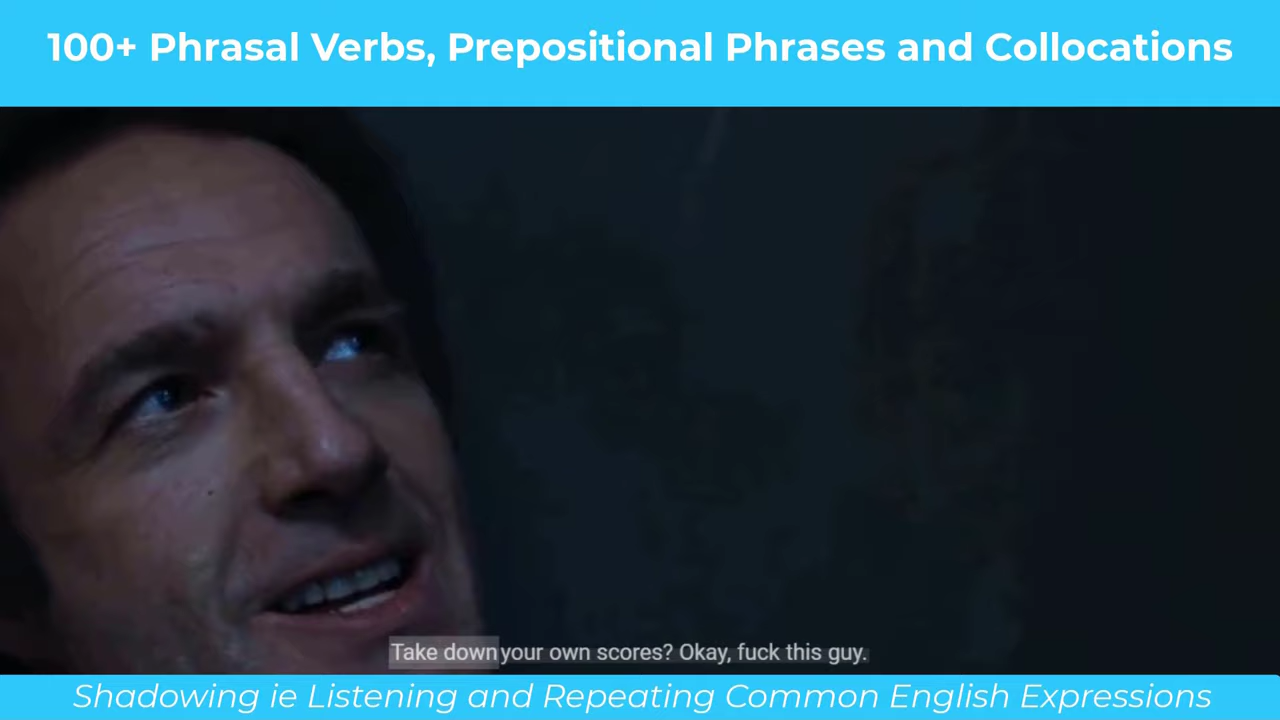 100+ Phrasal Verbs, Prepositional Phrases and Collocations
Take down your own scores? Okay, fuck this guy.
Shadowing ie Listening and Repeating Common English Expressions